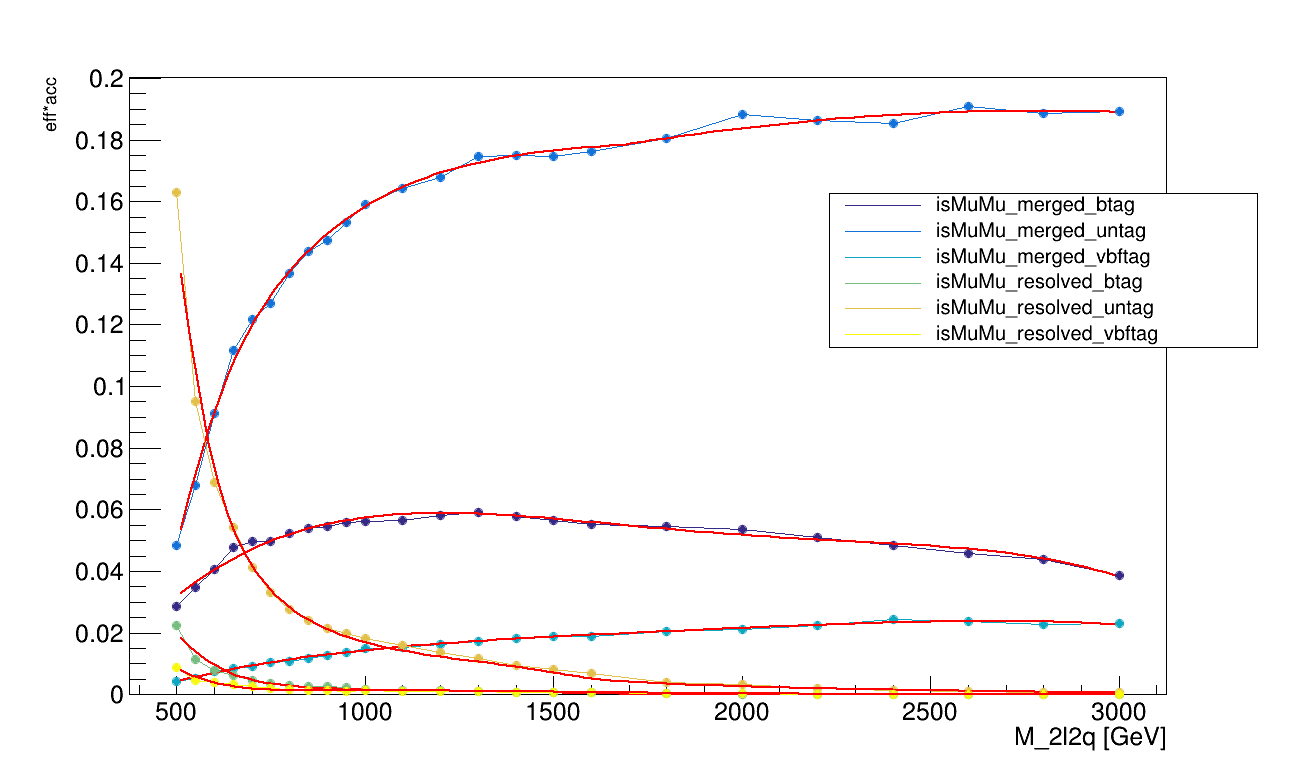 eff*acc
0.2
0.18
0.16
0.14
0.12
0.1
0.08
0.06
0.04
0.02
0
isMuMu_merged_btag
isMuMu_merged_untag
isMuMu_merged_vbftag
isMuMu_resolved_btag
isMuMu_resolved_untag
isMuMu_resolved_vbftag
500 1000 1500 2000 2500 3000
M_2l2q [GeV]